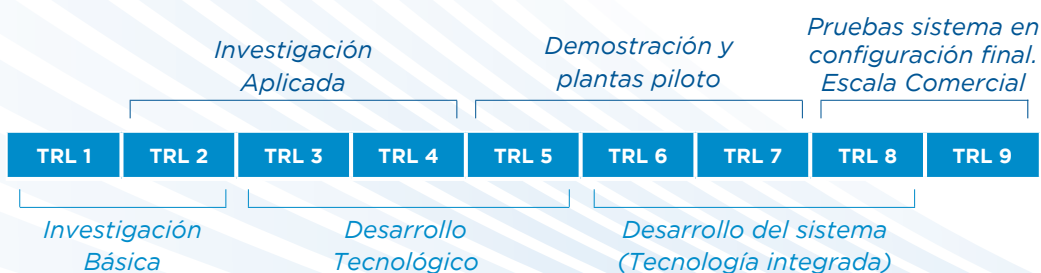 Investigación
Aplicada
Demostración y
plantas piloto
Pruebas sistema en
configuración final.
Escala Comercial
TRL 1 TRL 2 TRL 3 TRL 4 TRL 5 TRL 6 TRL 7 TRL 8 TRL 9
Investigación
Básica
Desarrollo
Tecnológico
Desarrollo del sistema
(Tecnología integrada)